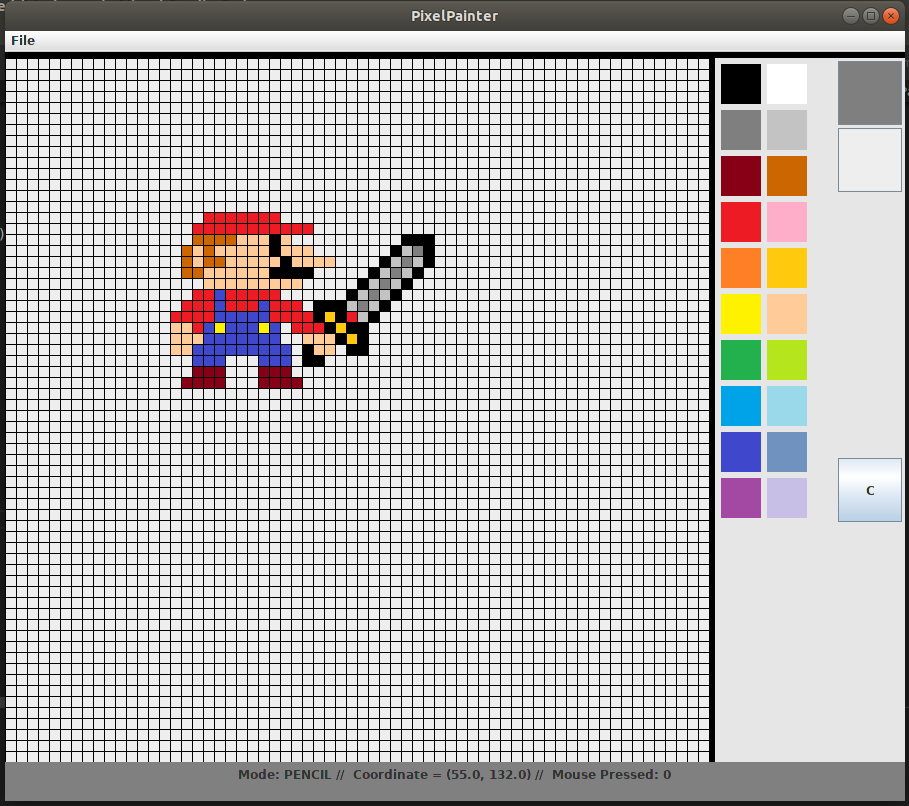 PixelPainter
File
C
Mode: PENCIL // Coordinate = (55.0, 132.0) // Mouse Pressed: 0